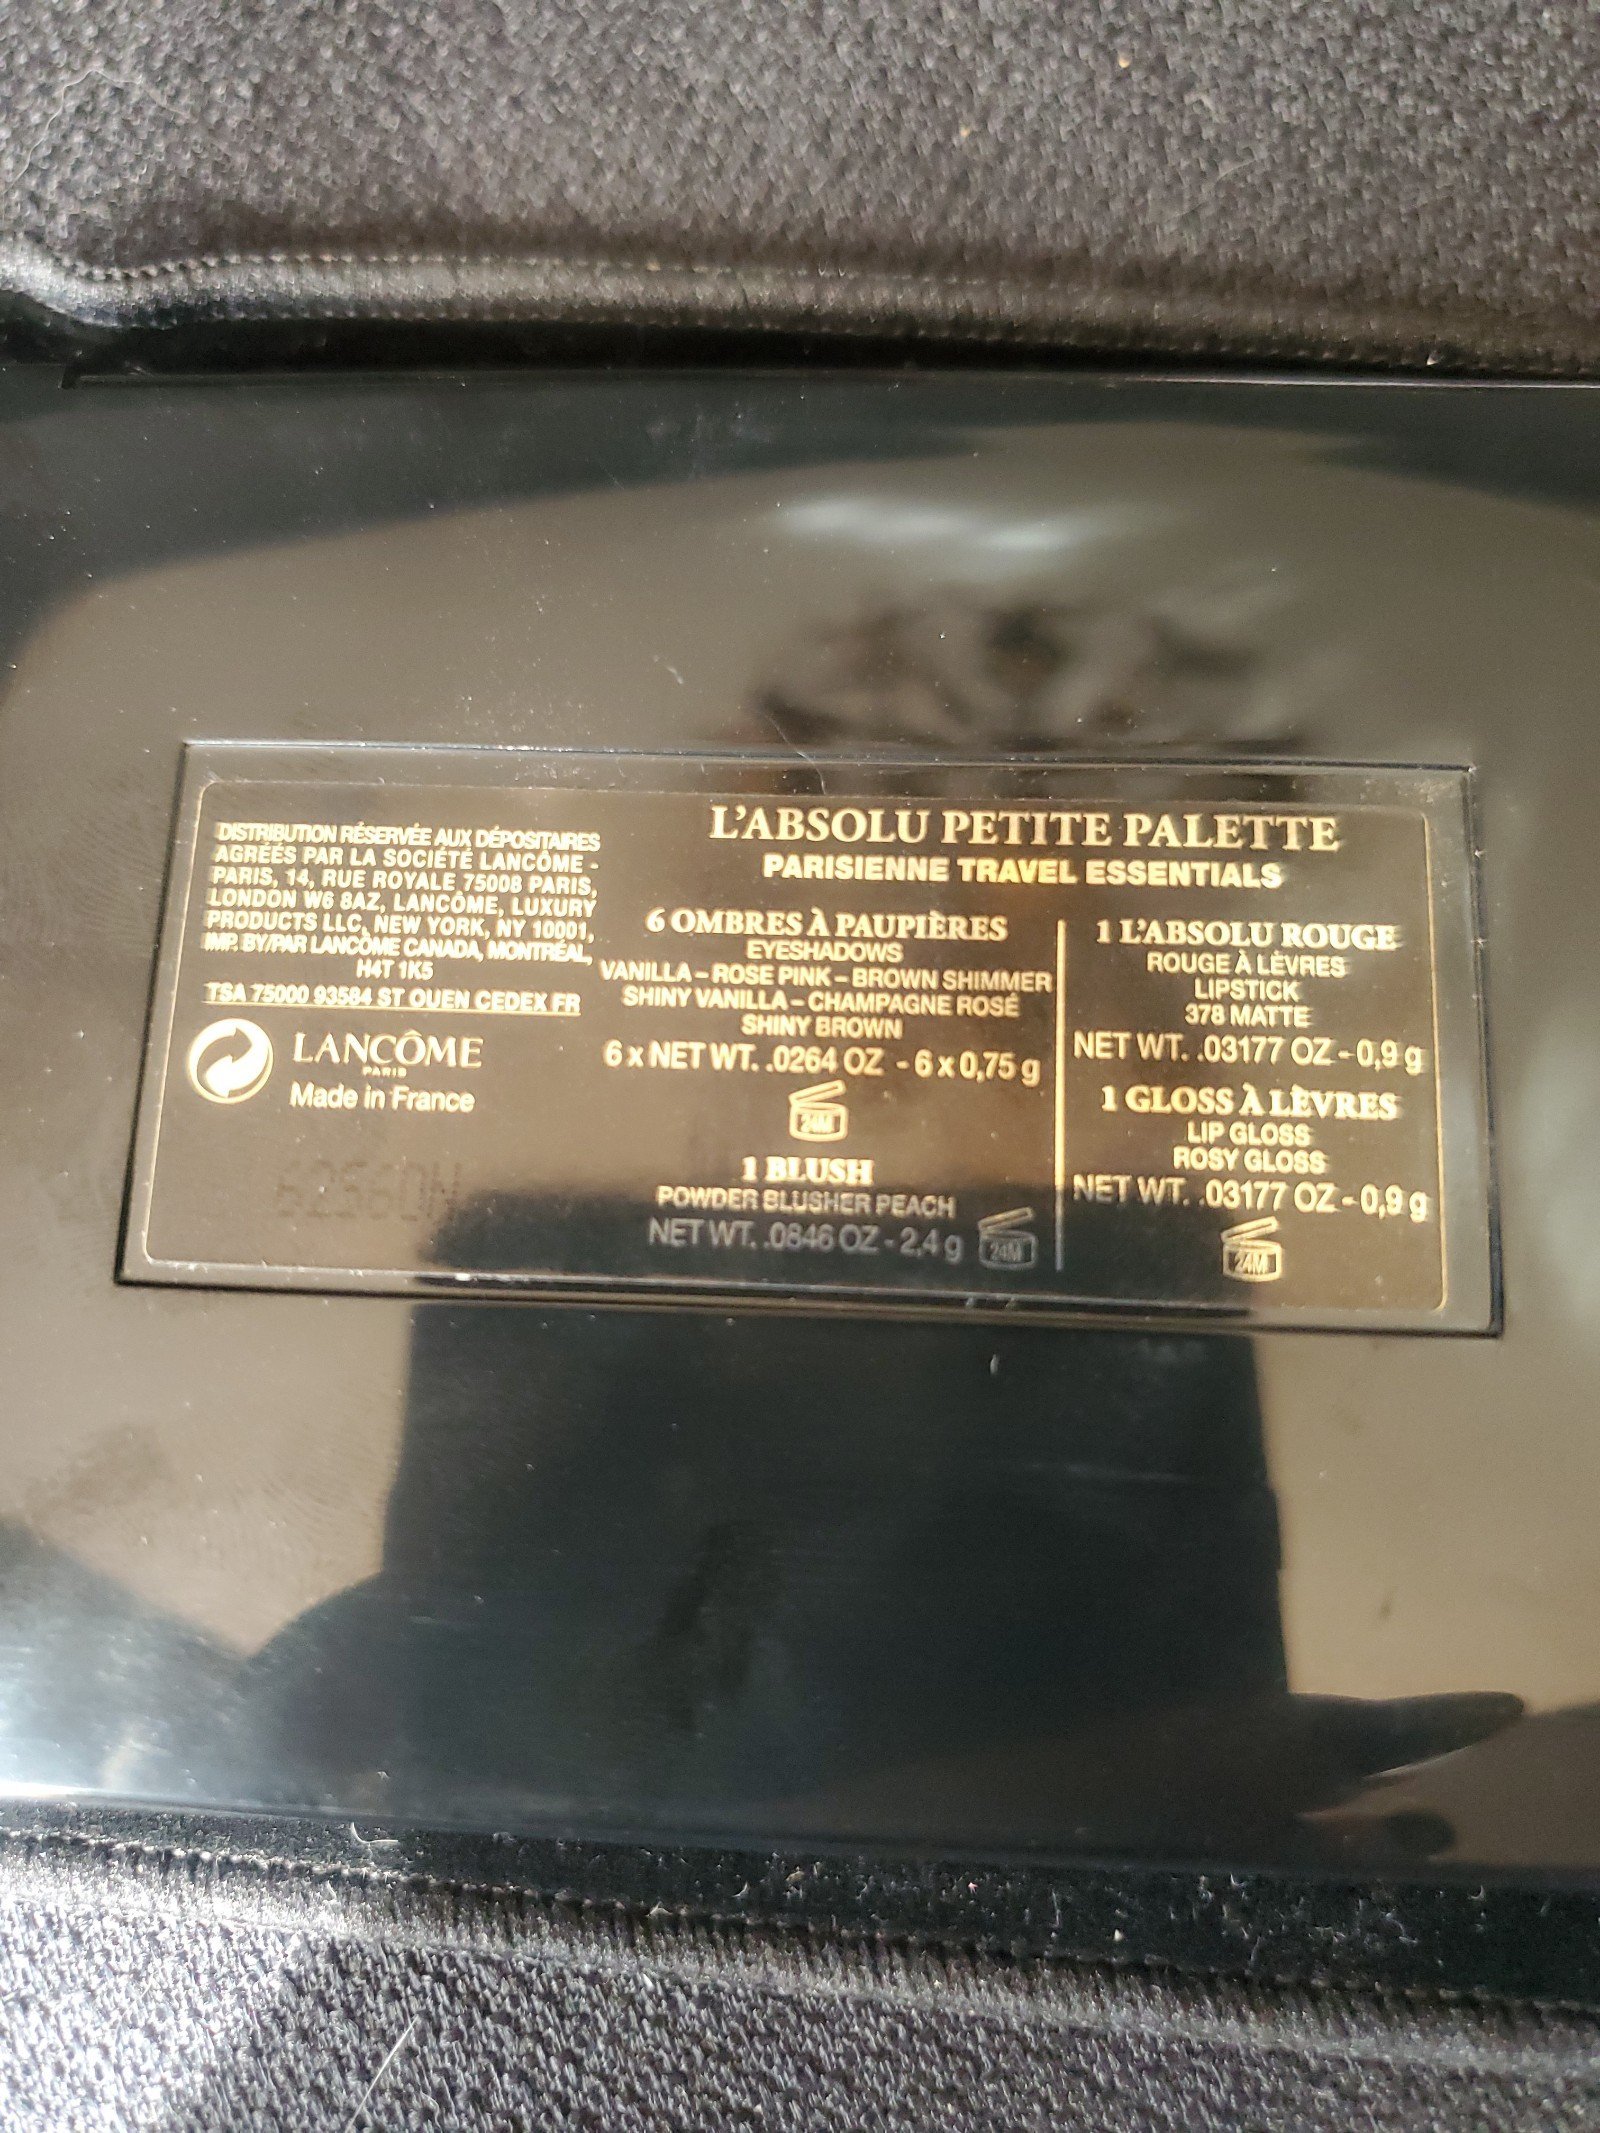 L'ABSOLU PETITE PALETTE
PARISIENNE TRAVEL ESSENTIALS
DISTRIBUTION RÉSERVÉE AUX DÉPOSITAIRES
AGRÉÉS PAR LA SOCIÉTÉ LANCÔME -
PARIS, 14, RUE ROYALE 75008 PARIS,
LONDON W6 8AZ, LANCÔME, LUXURY
PRODUCTS LLC, NEW YORK, NY 10001,
IMP. BY/PAR LANCÔME CANADA, MONTRÉAL,
H4T 1K5
TSA 75000 93584 ST OUEN CEDEX FR
LANCÔME
PARIS
Made in France
6 OMBRES À PAUPIÈRES
EYESHADOWS
VANILLA – ROSE PINK – BROWN SHIMMER
SHINY VANILLA – CHAMPAGNE ROSÉ
SHINY BROWN
6 x NET WT. .0264 OZ - 6 x 0,75 g
24M
1 BLUSH
POWDER BLUSHER PEACH
NET WT. .0846 OZ - 2,4 g
24M
1 L'ABSOLU ROUGE
ROUGE À LÈVRES
LIPSTICK
378 MATTE
NET WT. .03177 OZ - 0,9 g
1 GLOSS À LÈVRES
LIP GLOSS
ROSY GLOSS
NET WT. .03177 OZ - 0,9 g
24M